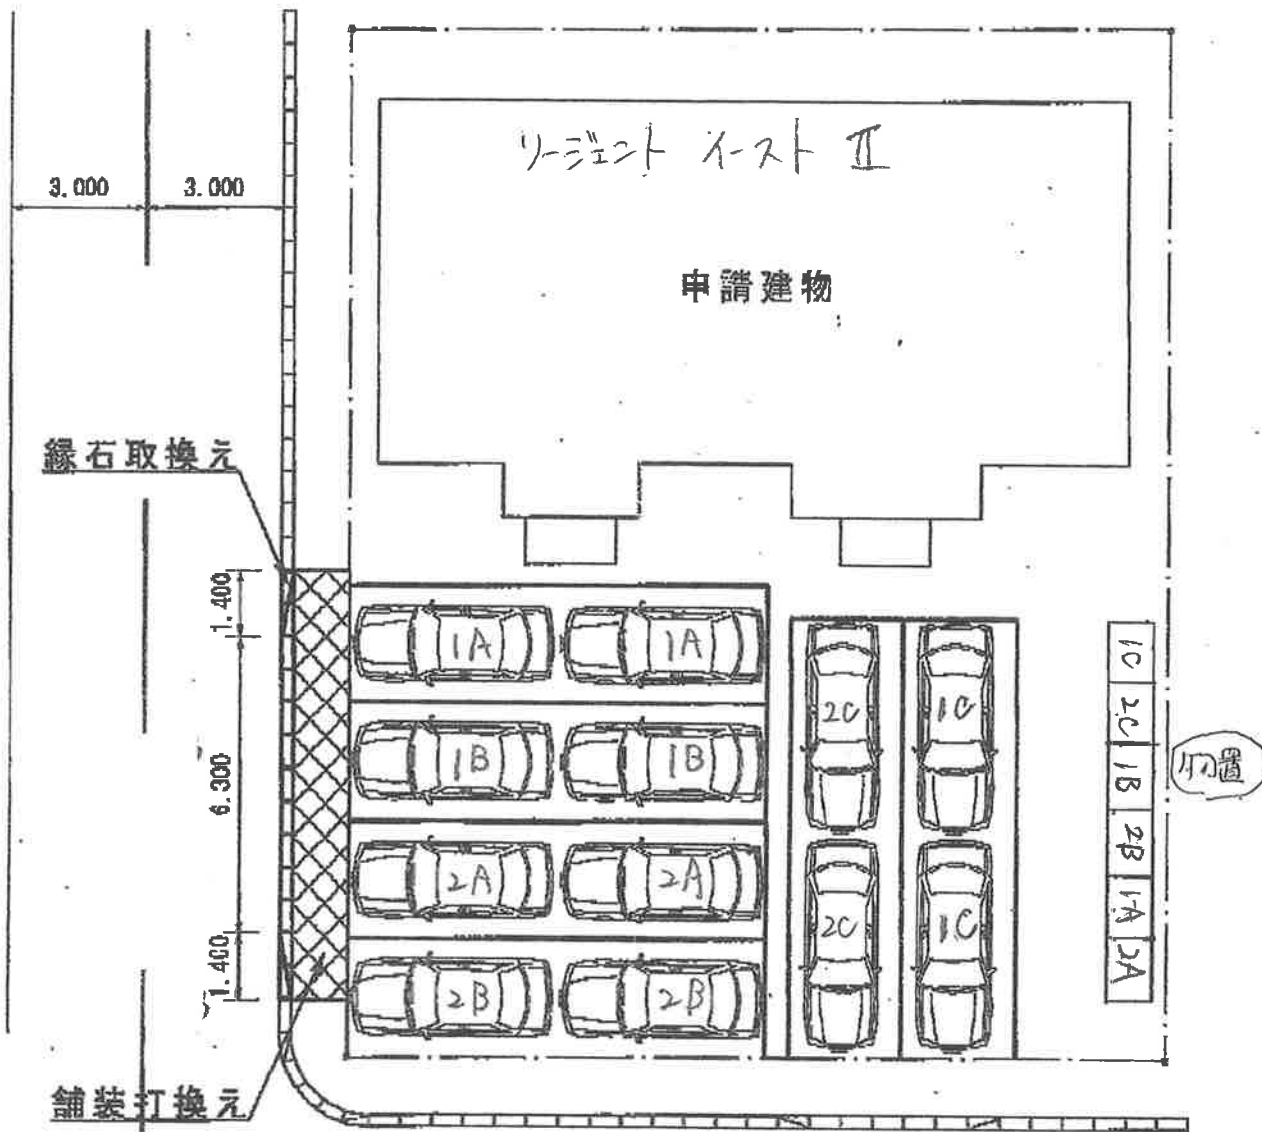 リージェント イースト Ⅱ
3.000
3.000
申請建物
縁石取換え
1.400
6.300
1.400
1A
1A
1B
1B
2A
2A
2B
2B
2C
1C
2C
1C
1C
2C
1B
2B
1A
2A
物置
舗装打換え